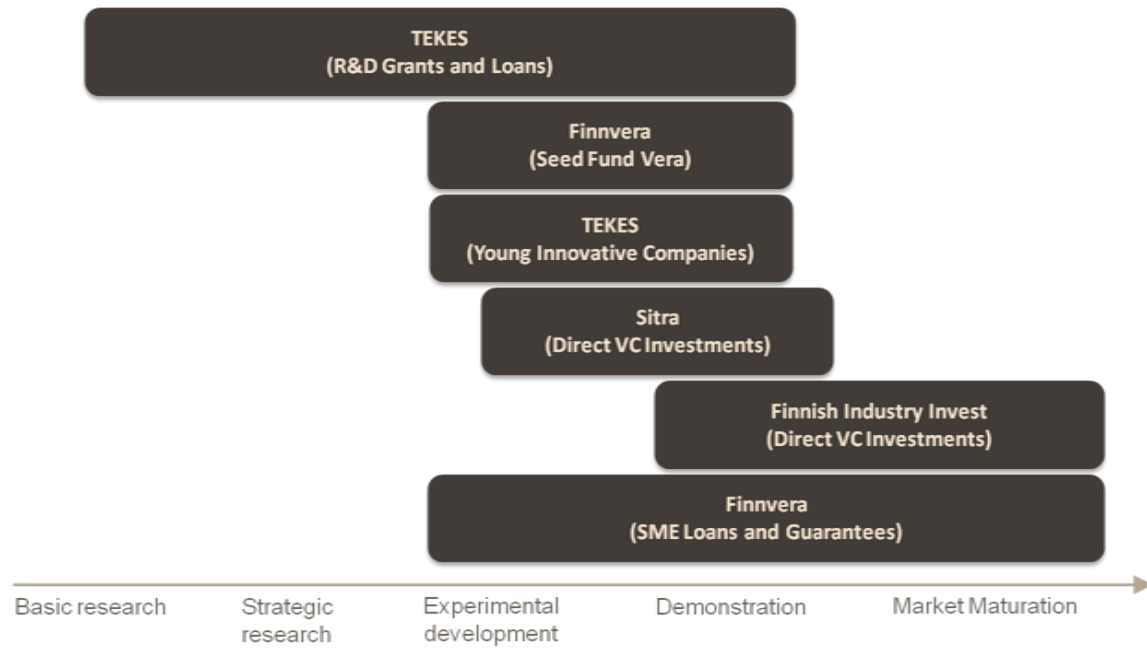 TEKES
(R&D Grants and Loans)
Finnvera
(Seed Fund Vera)
TEKES
(Young Innovative Companies)
Sitra
(Direct VC Investments)
Finnish Industry Invest
(Direct VC Investments)
Finnvera
(SME Loans and Guarantees)
Basic research
Strategic
research
Experimental
development
Demonstration
Market Maturation